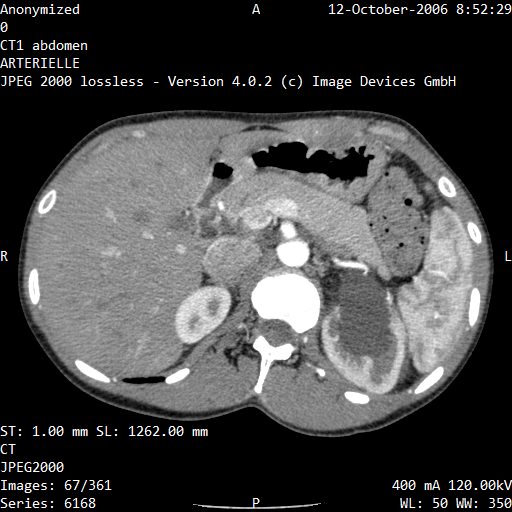 Anonymized A 12-October-2006 8:52:29
0
CT1 abdomen
ARTERIELLE
JPEG 2000 lossless - Version 4.0.2 (c) Image Devices GmbH
R L
ST: 1.00 mm SL: 1262.00 mm
CT
JPEG2000
Images: 67/361 400 mA 120.00kV
Series: 6168 P WL: 50 WW: 350